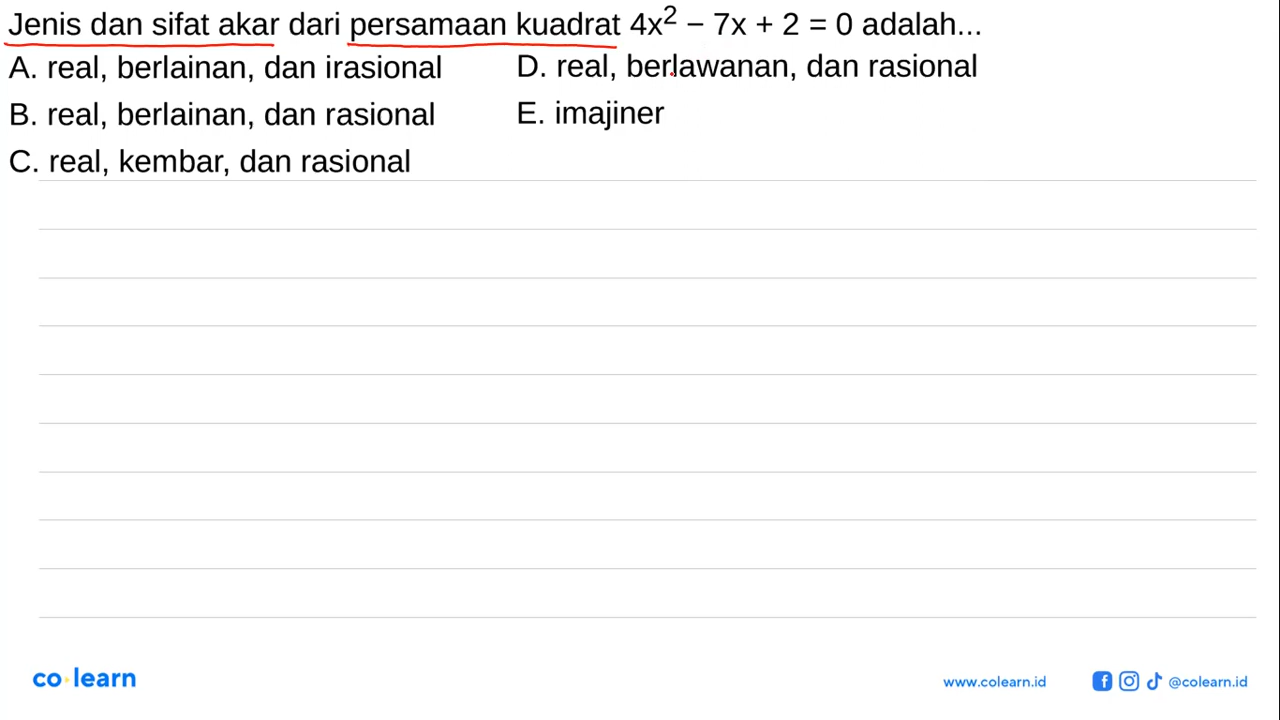 Jenis dan sifat akar dari persamaan kuadrat 4x² − 7x + 2 = 0 adalah...
A. real, berlainan, dan irasional
B. real, berlainan, dan rasional
C. real, kembar, dan rasional
D. real, berlawanan, dan rasional
E. imajiner
co·learn
www.colearn.id
@colearn.id